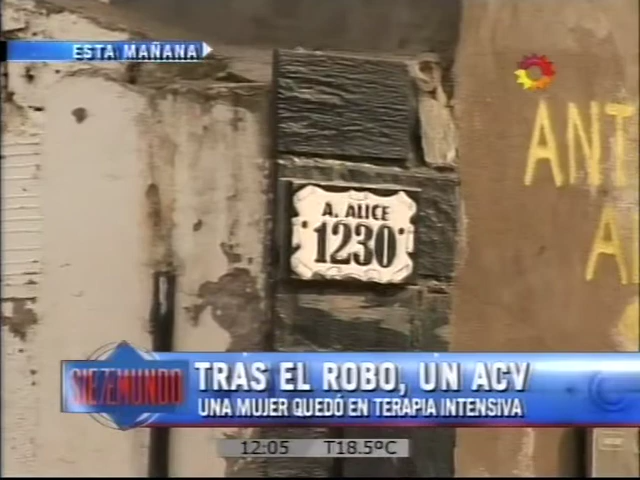 ESTA MAÑANA
ANT
A
A. ALICE
1230
SIETEMUNDO
TRAS EL ROBO, UN ACV
UNA MUJER QUEDÓ EN TERAPIA INTENSIVA
12:05 T18.5°C